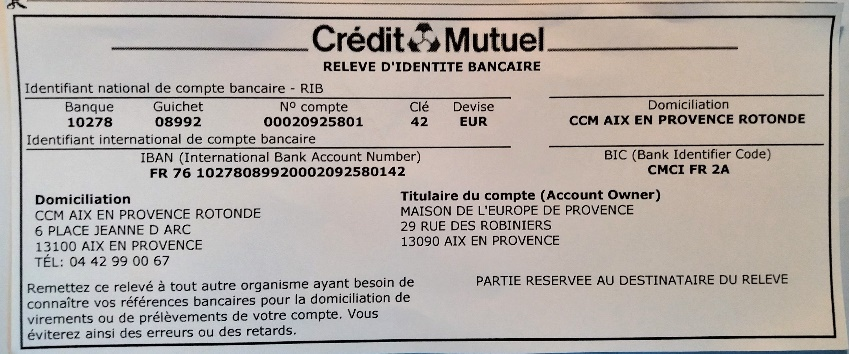 Crédit Mutuel
RELEVE D'IDENTITE BANCAIRE
Identifiant national de compte bancaire - RIB
Banque Guichet N° compte Clé Devise
10278 08992 00020925801 42 EUR
Domiciliation
CCM AIX EN PROVENCE ROTONDE
Identifiant international de compte bancaire
IBAN (International Bank Account Number)
FR 76 10278089920002092580142
BIC (Bank Identifier Code)
CMCI FR 2A
Domiciliation
CCM AIX EN PROVENCE ROTONDE
6 PLACE JEANNE D ARC
13100 AIX EN PROVENCE
TÉL: 04 42 99 00 67
Titulaire du compte (Account Owner)
MAISON DE L'EUROPE DE PROVENCE
29 RUE DES ROBINIERS
13090 AIX EN PROVENCE
Remettez ce relevé à tout autre organisme ayant besoin de
connaître vos références bancaires pour la domiciliation de
virements ou de prélèvements de votre compte. Vous
éviterez ainsi des erreurs ou des retards.
PARTIE RESERVEE AU DESTINATAIRE DU RELEVE